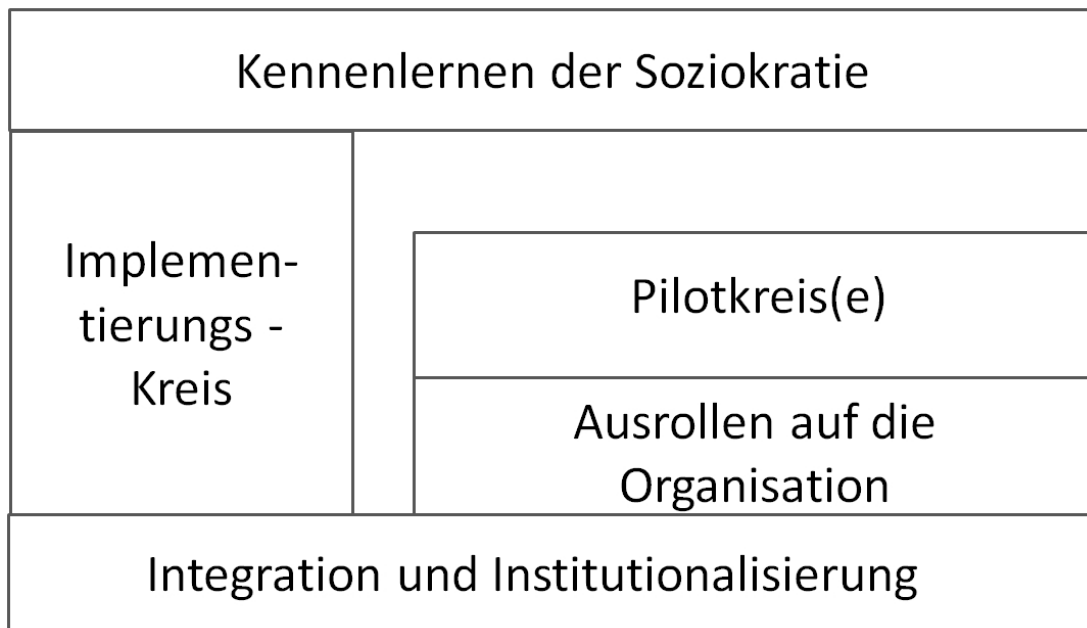 Kennenlernen der Soziokratie
Implemen-
tierungs -
Kreis
Pilotkreis(e)
Ausrollen auf die
Organisation
Integration und Institutionalisierung